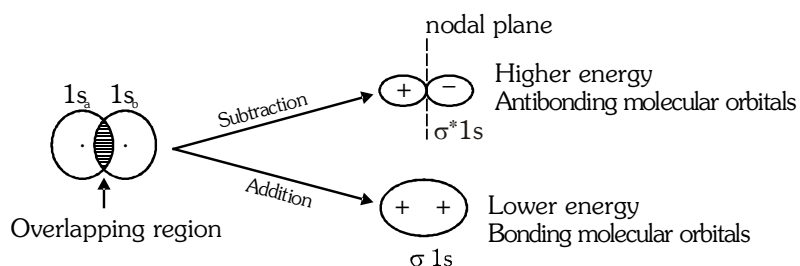 nodal plane
1sₐ 1s_b
Subtraction
+ −
Higher energy
Antibonding molecular orbitals
σ*1s
Addition
Overlapping region
+ +
Lower energy
Bonding molecular orbitals
σ 1s